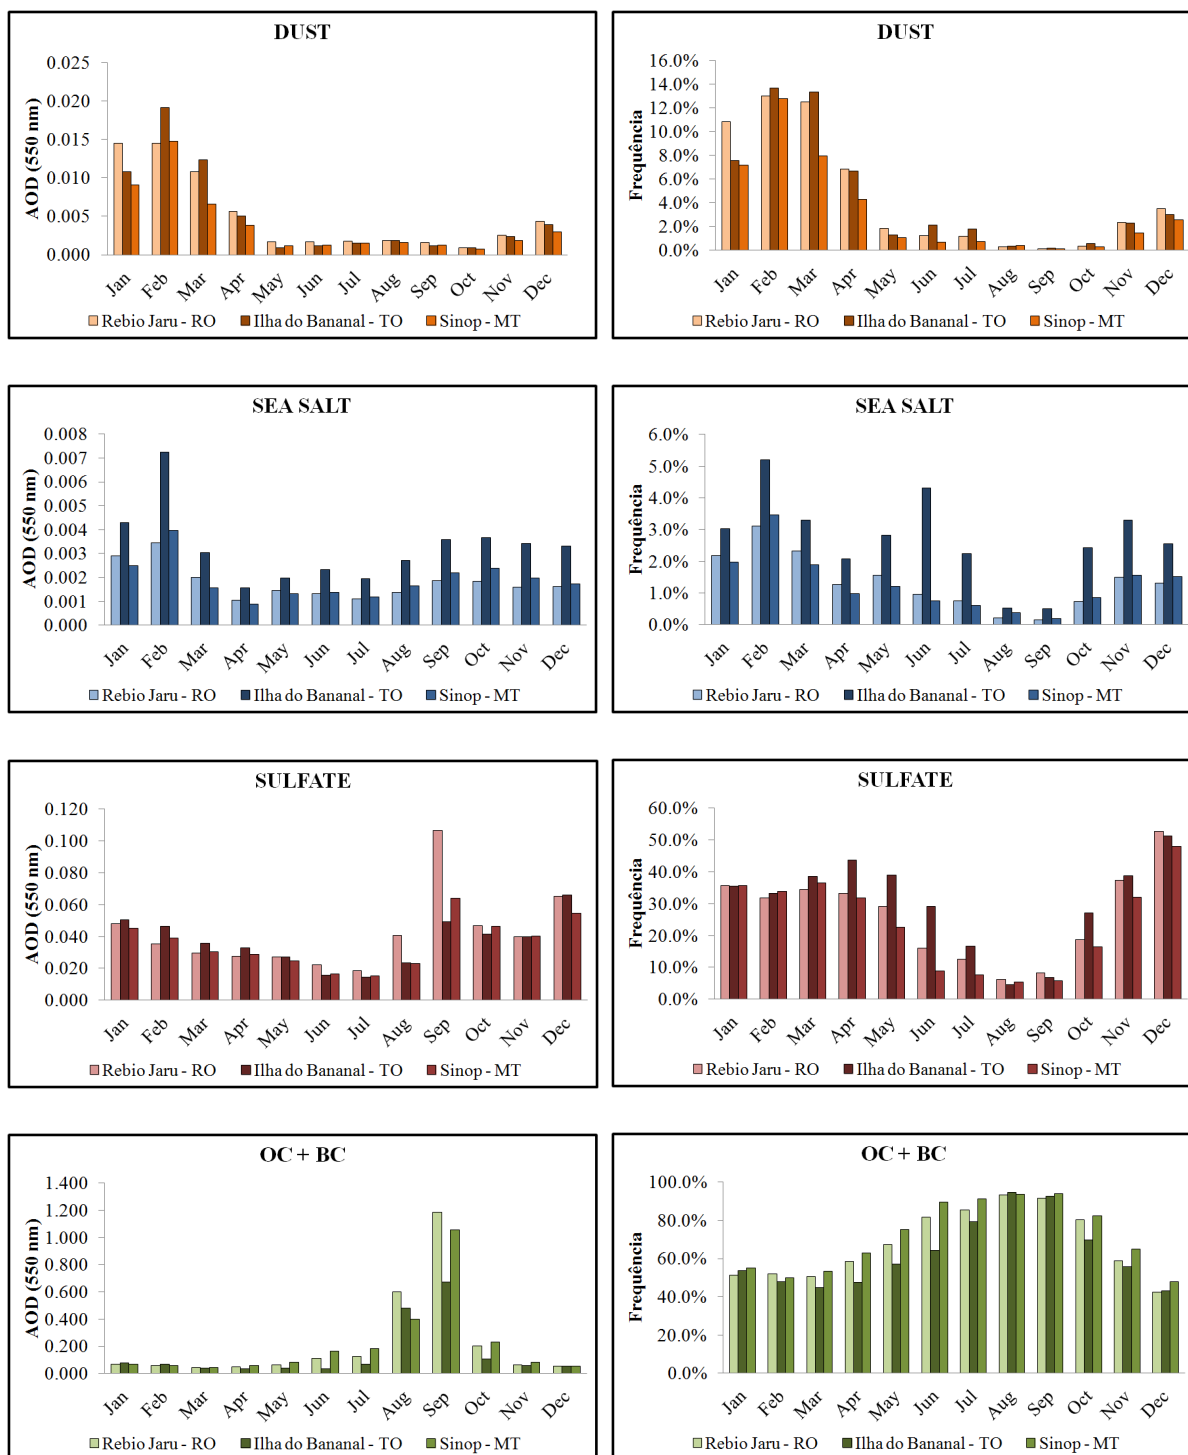 DUST
AOD (550 nm)
0.025
0.020
0.015
0.010
0.005
0.000
Jan Feb Mar Apr May Jun Jul Aug Sep Oct Nov Dec
Rebio Jaru - RO Ilha do Bananal - TO Sinop - MT
DUST
Frequência
16.0%
14.0%
12.0%
10.0%
8.0%
6.0%
4.0%
2.0%
0.0%
Jan Feb Mar Apr May Jun Jul Aug Sep Oct Nov Dec
Rebio Jaru - RO Ilha do Bananal - TO Sinop - MT
SEA SALT
AOD (550 nm)
0.008
0.007
0.006
0.005
0.004
0.003
0.002
0.001
0.000
Jan Feb Mar Apr May Jun Jul Aug Sep Oct Nov Dec
Rebio Jaru - RO Ilha do Bananal - TO Sinop - MT
SEA SALT
Frequência
6.0%
5.0%
4.0%
3.0%
2.0%
1.0%
0.0%
Jan Feb Mar Apr May Jun Jul Aug Sep Oct Nov Dec
Rebio Jaru - RO Ilha do Bananal - TO Sinop - MT
SULFATE
AOD (550 nm)
0.120
0.100
0.080
0.060
0.040
0.020
0.000
Jan Feb Mar Apr May Jun Jul Aug Sep Oct Nov Dec
Rebio Jaru - RO Ilha do Bananal - TO Sinop - MT
SULFATE
Frequência
60.0%
50.0%
40.0%
30.0%
20.0%
10.0%
0.0%
Jan Feb Mar Apr May Jun Jul Aug Sep Oct Nov Dec
Rebio Jaru - RO Ilha do Bananal - TO Sinop - MT
OC + BC
AOD (550 nm)
1.400
1.200
1.000
0.800
0.600
0.400
0.200
0.000
Jan Feb Mar Apr May Jun Jul Aug Sep Oct Nov Dec
Rebio Jaru - RO Ilha do Bananal - TO Sinop - MT
OC + BC
Frequência
100.0%
80.0%
60.0%
40.0%
20.0%
0.0%
Jan Feb Mar Apr May Jun Jul Aug Sep Oct Nov Dec
Rebio Jaru - RO Ilha do Bananal - TO Sinop - MT